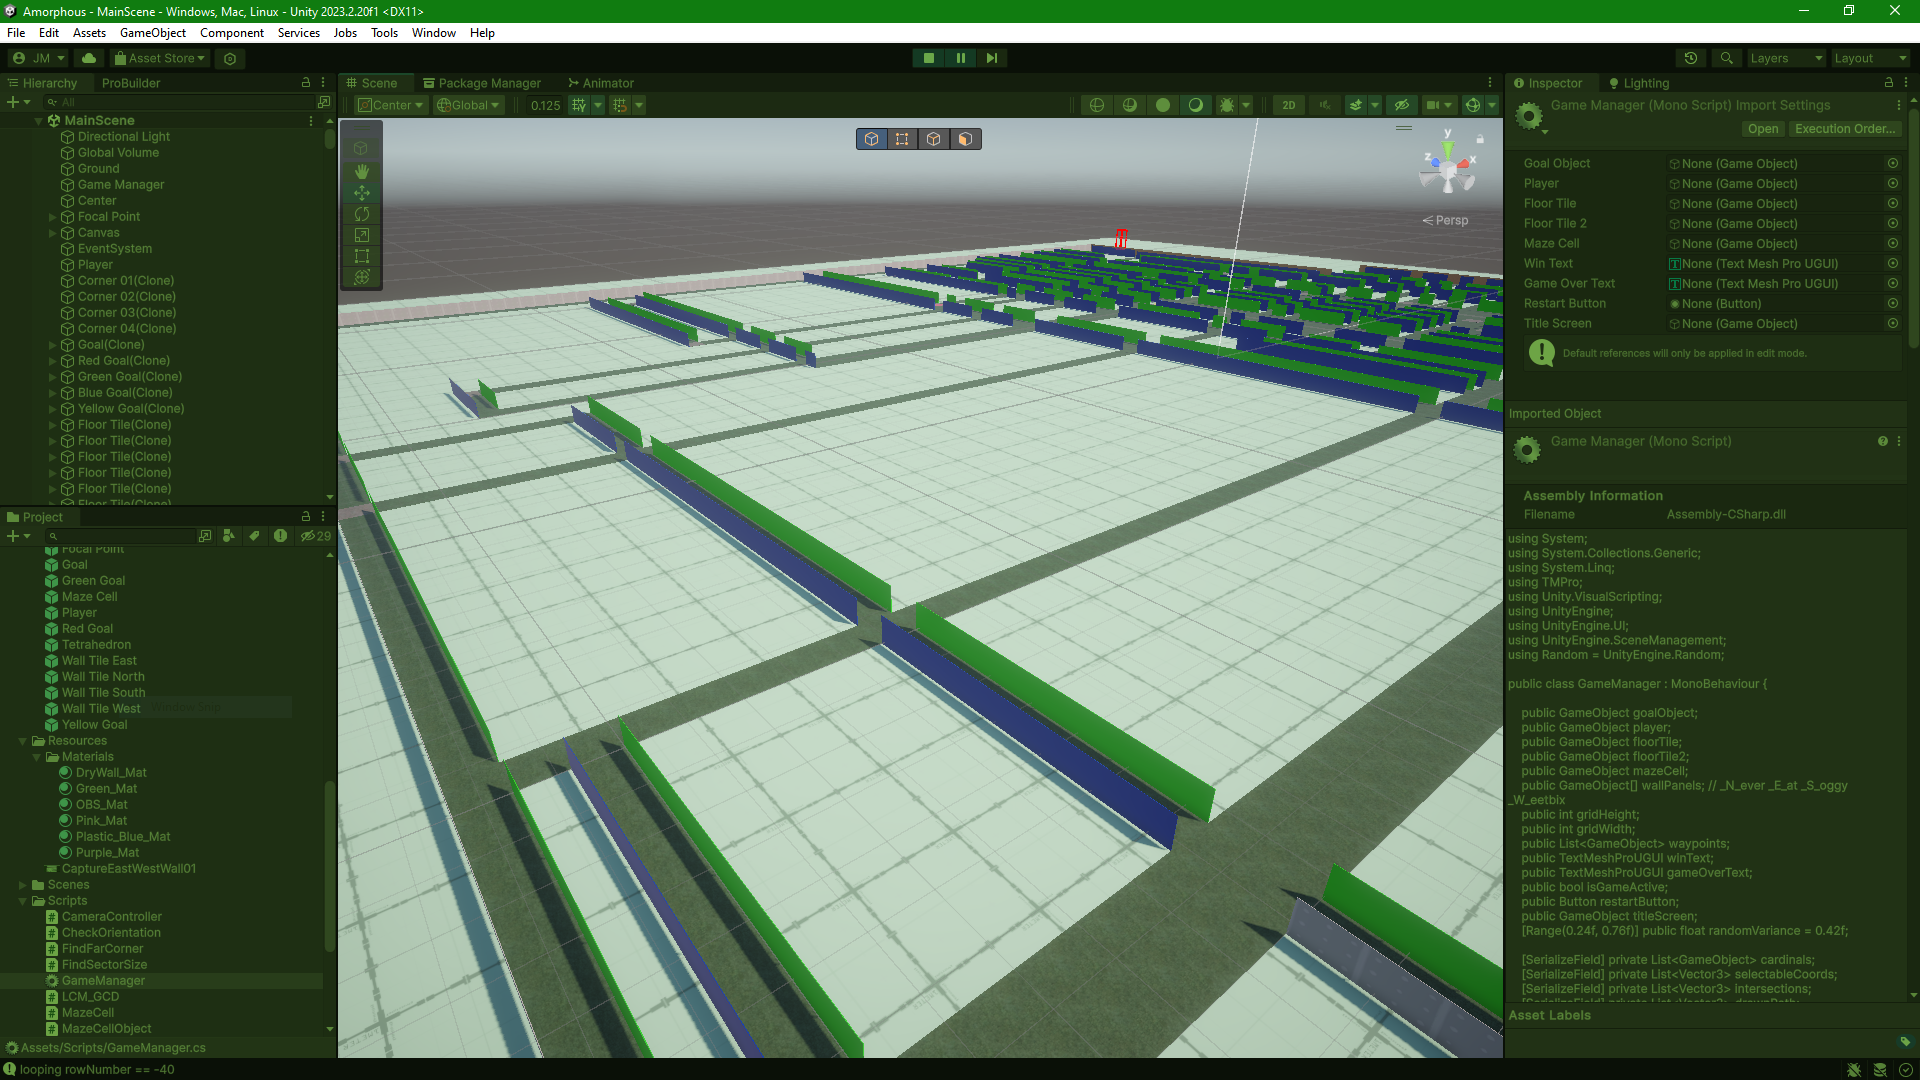 Amorphous - MainScene - Windows, Mac, Linux - Unity 2023.2.20f1 <DX11>
File Edit Assets GameObject Component Services Jobs Tools Window Help
JM Asset Store Layers Layout
Hierarchy ProBuilder
All
MainScene
Directional Light
Global Volume
Ground
Game Manager
Center
Focal Point
Canvas
EventSystem
Player
Corner 01(Clone)
Corner 02(Clone)
Corner 03(Clone)
Corner 04(Clone)
Goal(Clone)
Red Goal(Clone)
Green Goal(Clone)
Blue Goal(Clone)
Yellow Goal(Clone)
Floor Tile(Clone)
Floor Tile(Clone)
Floor Tile(Clone)
Floor Tile(Clone)
Floor Tile(Clone)
Floor Tile(Clone)
Project
29
Focal Point
Goal
Green Goal
Maze Cell
Player
Red Goal
Tetrahedron
Wall Tile East
Wall Tile North
Wall Tile South
Wall Tile West
Yellow Goal
Resources
Materials
DryWall_Mat
Green_Mat
OBS_Mat
Pink_Mat
Plastic_Blue_Mat
Purple_Mat
CaptureEastWestWall01
Scenes
Scripts
CameraController
CheckOrientation
FindFarCorner
FindSectorSize
GameManager
LCM_GCD
MazeCell
MazeCellObject
Assets/Scripts/GameManager.cs
looping rowNumber == -40
Scene Package Manager Animator
Center Global 0.125 2D
y
z x
Persp
Inspector Lighting
Game Manager (Mono Script) Import Settings
Open Execution Order...
Goal Object None (Game Object)
Player None (Game Object)
Floor Tile None (Game Object)
Floor Tile 2 None (Game Object)
Maze Cell None (Game Object)
Win Text None (Text Mesh Pro UGUI)
Game Over Text None (Text Mesh Pro UGUI)
Restart Button None (Button)
Title Screen None (Game Object)
Default references will only be applied in edit mode.
Imported Object
Game Manager (Mono Script)
Assembly Information
Filename Assembly-CSharp.dll
using System;
using System.Collections.Generic;
using System.Linq;
using TMPro;
using Unity.VisualScripting;
using UnityEngine;
using UnityEngine.UI;
using UnityEngine.SceneManagement;
using Random = UnityEngine.Random;
public class GameManager : MonoBehaviour {
public GameObject goalObject;
public GameObject player;
public GameObject floorTile;
public GameObject floorTile2;
public GameObject mazeCell;
public GameObject[] wallPanels; // _N_ever _E_at _S_oggy
_W_eetbix
public int gridHeight;
public int gridWidth;
public List<GameObject> waypoints;
public TextMeshProUGUI winText;
public TextMeshProUGUI gameOverText;
public bool isGameActive;
public Button restartButton;
public GameObject titleScreen;
[Range(0.24f, 0.76f)] public float randomVariance = 0.42f;
[SerializeField] private List<GameObject> cardinals;
[SerializeField] private List<Vector3> selectableCoords;
[SerializeField] private List<Vector3> intersections;
[SerializeField] private List<Vector3> drawnPath;
Asset Labels